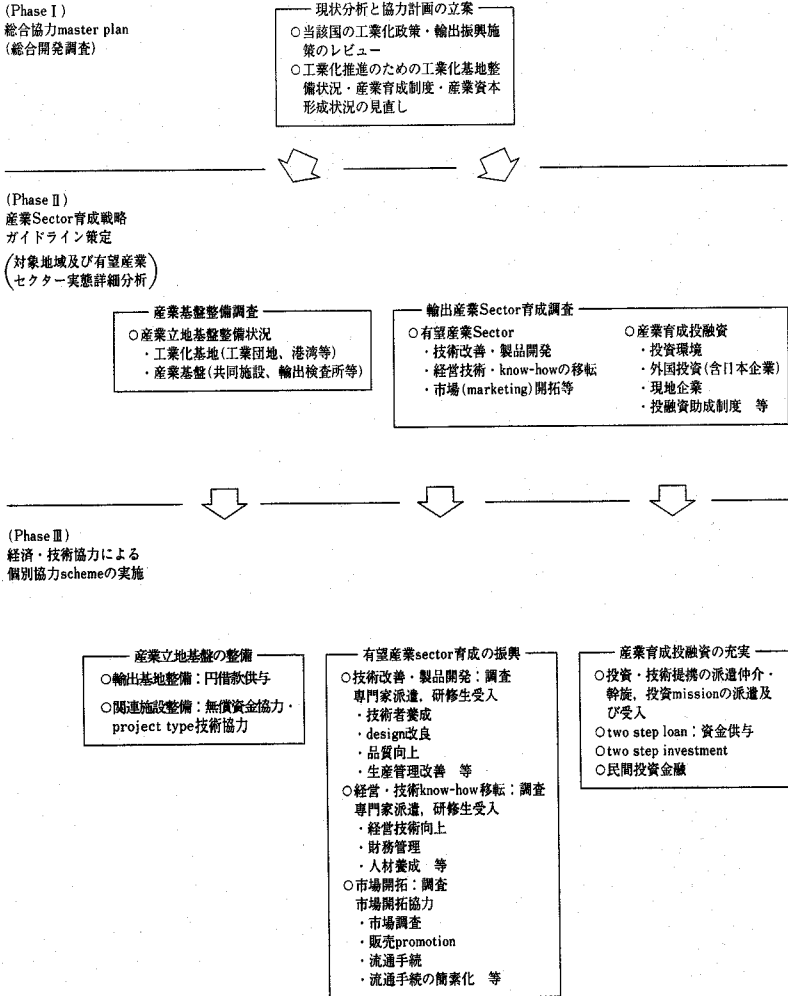 (Phase Ⅰ)
総合協力master plan
(総合開発調査)
現状分析と協力計画の立案
○当該国の工業化政策・輸出振興施
策のレビュー
○工業化推進のための工業化基地整
備状況・産業育成制度・産業資本
形成状況の見直し
(Phase Ⅱ)
産業Sector育成戦略
ガイドライン策定
(対象地域及び有望産業
セクター実態詳細分析)
産業基盤整備調査
○産業立地基盤整備状況
・工業化基地(工業団地、港湾等)
・産業基盤(共同施設、輸出検査所等)
輸出産業Sector育成調査
○有望産業Sector
・技術改善・製品開発
・経営技術・know-howの移転
・市場(marketing)開拓等
○産業育成投融資
・投資環境
・外国投資(含日本企業)
・現地企業
・投融資助成制度 等
(Phase Ⅲ)
経済・技術協力による
個別協力schemeの実施
産業立地基盤の整備
○輸出基地整備：円借款供与
○関連施設整備：無償資金協力・
project type技術協力
有望産業sector育成の振興
○技術改善・製品開発：調査
専門家派遣，研修生受入
・技術者養成
・design改良
・品質向上
・生産管理改善 等
○経営・技術know-how移転：調査
専門家派遣，研修生受入
・経営技術向上
・財務管理
・人材養成 等
○市場開拓：調査
市場開拓協力
・市場調査
・販売promotion
・流通手続
・流通手続の簡素化 等
産業育成投融資の充実
○投資・技術提携の派遣仲介・
幹旋，投資missionの派遣及
び受入
○two step loan：資金供与
○two step investment
○民間投資金融